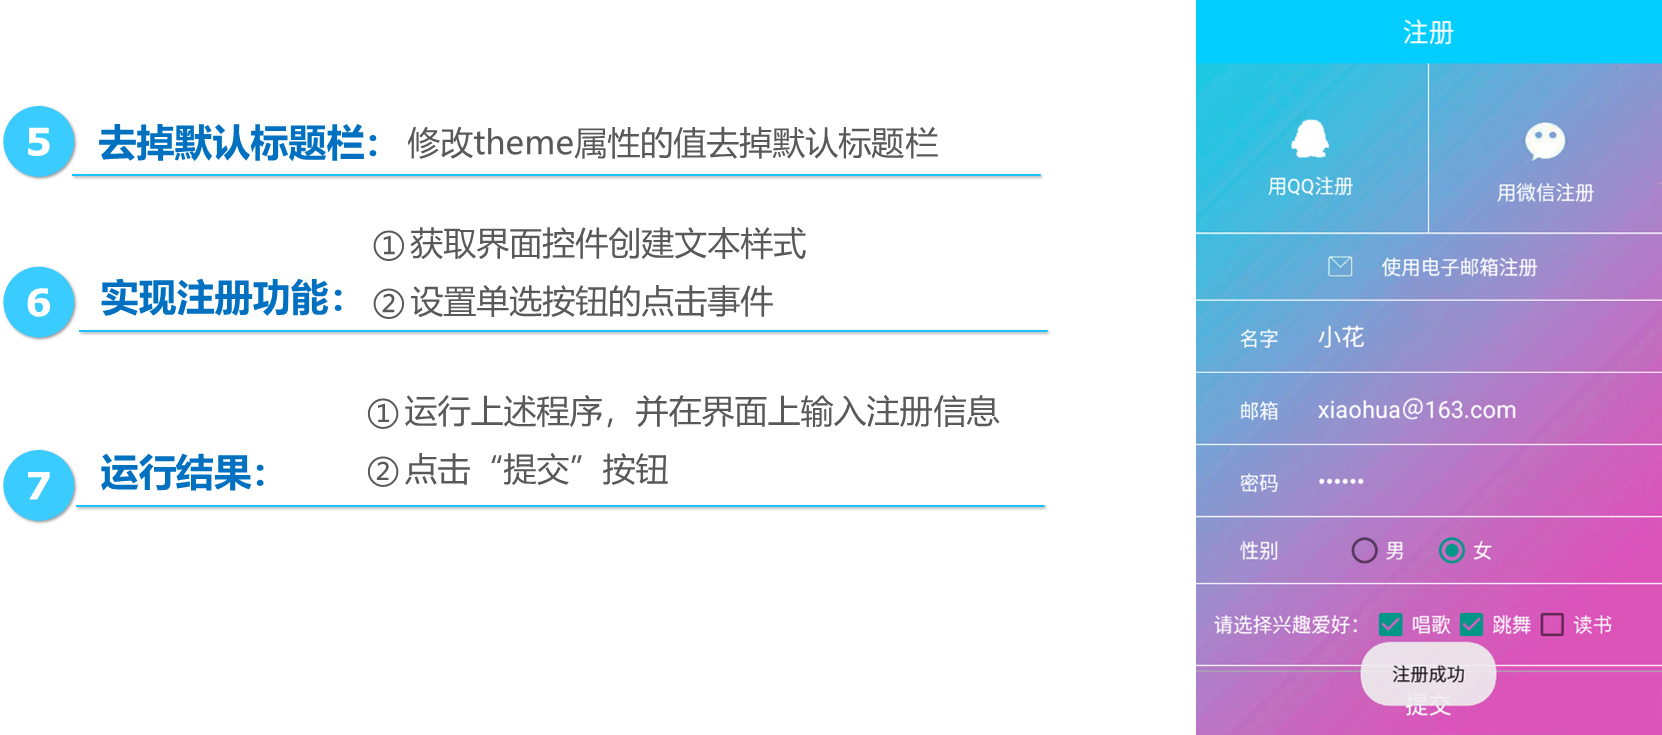 5 去掉默认标题栏： 修改theme属性的值去掉默认标题栏
① 获取界面控件创建文本样式
6 实现注册功能：
② 设置单选按钮的点击事件
① 运行上述程序，并在界面上输入注册信息
7 运行结果：
② 点击“提交”按钮
注册
用QQ注册
用微信注册
使用电子邮箱注册
名字 小花
邮箱 xiaohua@163.com
密码 ••••••
性别 男 女
请选择兴趣爱好： 唱歌 跳舞 读书
注册成功
提交